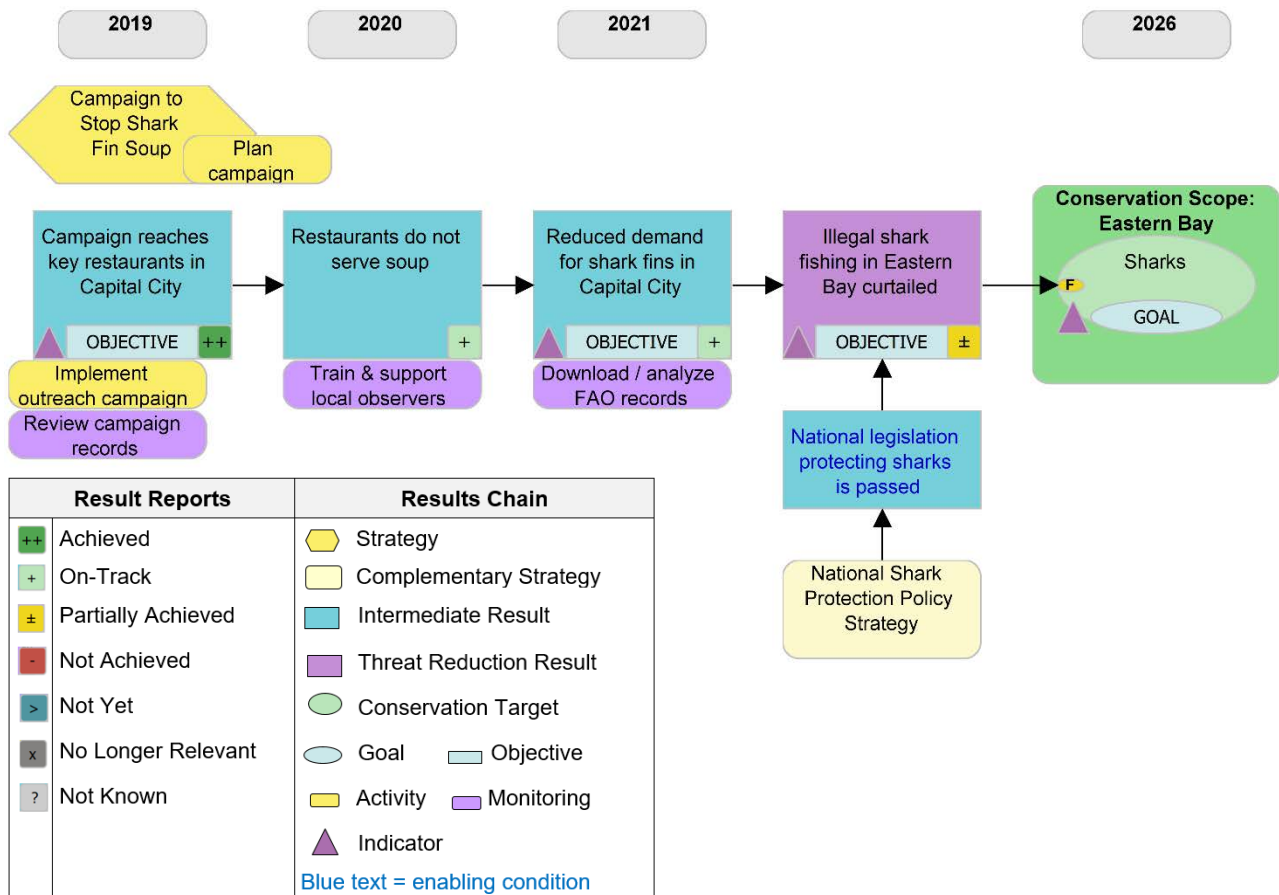 2019
2020
2021
2026
Campaign to
Stop Shark
Fin Soup
Plan
campaign
Campaign reaches
key restaurants in
Capital City
OBJECTIVE
++
Implement
outreach campaign
Review campaign
records
Restaurants do not
serve soup
+
Train & support
local observers
Reduced demand
for shark fins in
Capital City
OBJECTIVE
+
Download / analyze
FAO records
Illegal shark
fishing in Eastern
Bay curtailed
OBJECTIVE
±
National legislation
protecting sharks
is passed
National Shark
Protection Policy
Strategy
Conservation Scope:
Eastern Bay
Sharks
F
GOAL
Result Reports
++ Achieved
+ On-Track
± Partially Achieved
- Not Achieved
> Not Yet
x No Longer Relevant
? Not Known
Results Chain
Strategy
Complementary Strategy
Intermediate Result
Threat Reduction Result
Conservation Target
Goal Objective
Activity Monitoring
Indicator
Blue text = enabling condition